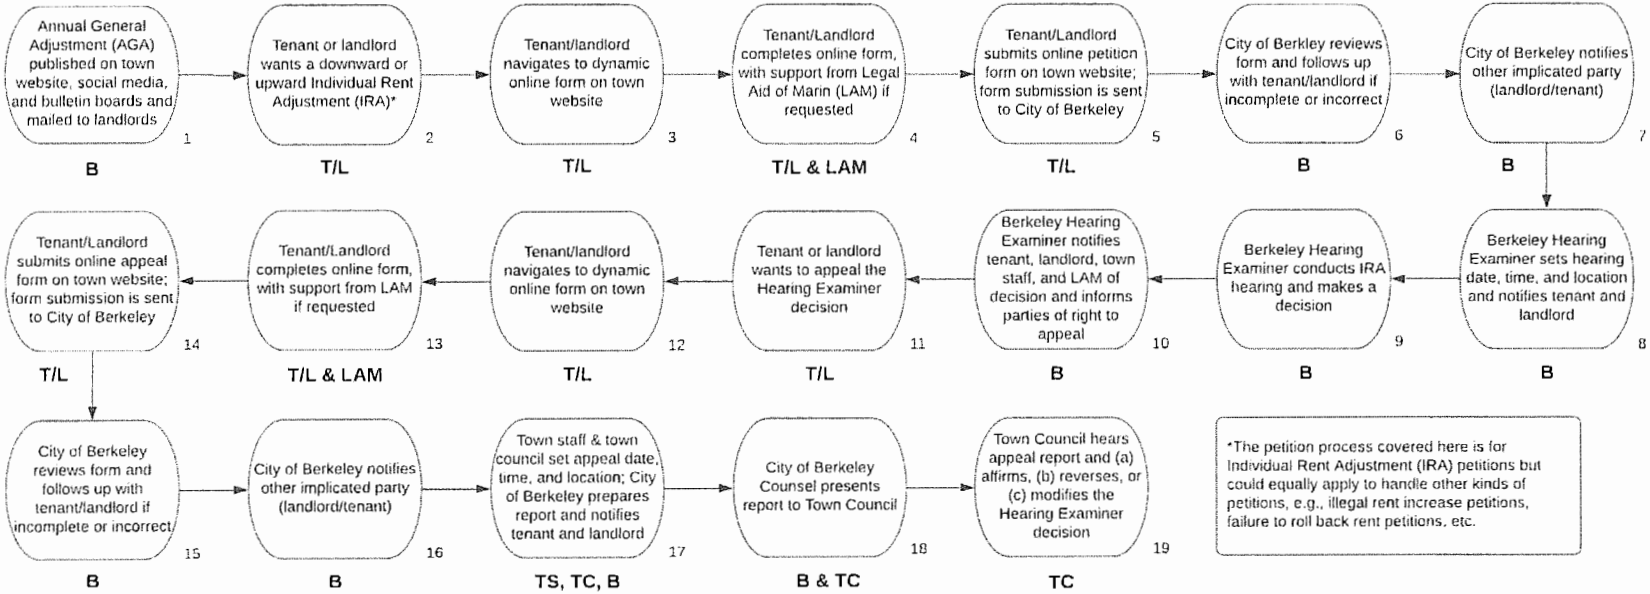 Annual General
Adjustment (AGA)
published on town
website, social media,
and bulletin boards and
mailed to landlords
1
B
Tenant or landlord
wants a downward or
upward Individual Rent
Adjustment (IRA)*
2
T/L
Tenant/landlord
navigates to dynamic
online form on town
website
3
T/L
Tenant/Landlord
completes online form,
with support from Legal
Aid of Marin (LAM) if
requested
4
T/L & LAM
Tenant/Landlord
submits online petition
form on town website;
form submission is sent
to City of Berkeley
5
T/L
City of Berkley reviews
form and follows up
with tenant/landlord if
incomplete or incorrect
6
B
City of Berkeley notifies
other implicated party
(landlord/tenant)
7
B
Berkeley Hearing
Examiner sets hearing
date, time, and location
and notifies tenant and
landlord
8
B
Berkeley Hearing
Examiner conducts IRA
hearing and makes a
decision
9
B
Berkeley Hearing
Examiner notifies
tenant, landlord, town
staff, and LAM of
decision and informs
parties of right to
appeal
10
B
Tenant or landlord
wants to appeal the
Hearing Examiner
decision
11
T/L
Tenant/landlord
navigates to dynamic
online form on town
website
12
T/L
Tenant/Landlord
completes online form,
with support from LAM
if requested
13
T/L & LAM
Tenant/Landlord
submits online appeal
form on town website;
form submission is sent
to City of Berkeley
14
T/L
City of Berkeley
reviews form and
follows up with
tenant/landlord if
incomplete or incorrect
15
B
City of Berkeley notifies
other implicated party
(landlord/tenant)
16
B
Town staff & town
council set appeal date,
time, and location; City
of Berkeley prepares
report and notifies
tenant and landlord
17
TS, TC, B
City of Berkeley
Counsel presents
report to Town Council
18
B & TC
Town Council hears
appeal report and (a)
affirms, (b) reverses, or
(c) modifies the
Hearing Examiner
decision
19
TC
*The petition process covered here is for
Individual Rent Adjustment (IRA) petitions but
could equally apply to handle other kinds of
petitions, e.g., illegal rent increase petitions,
failure to roll back rent petitions, etc.